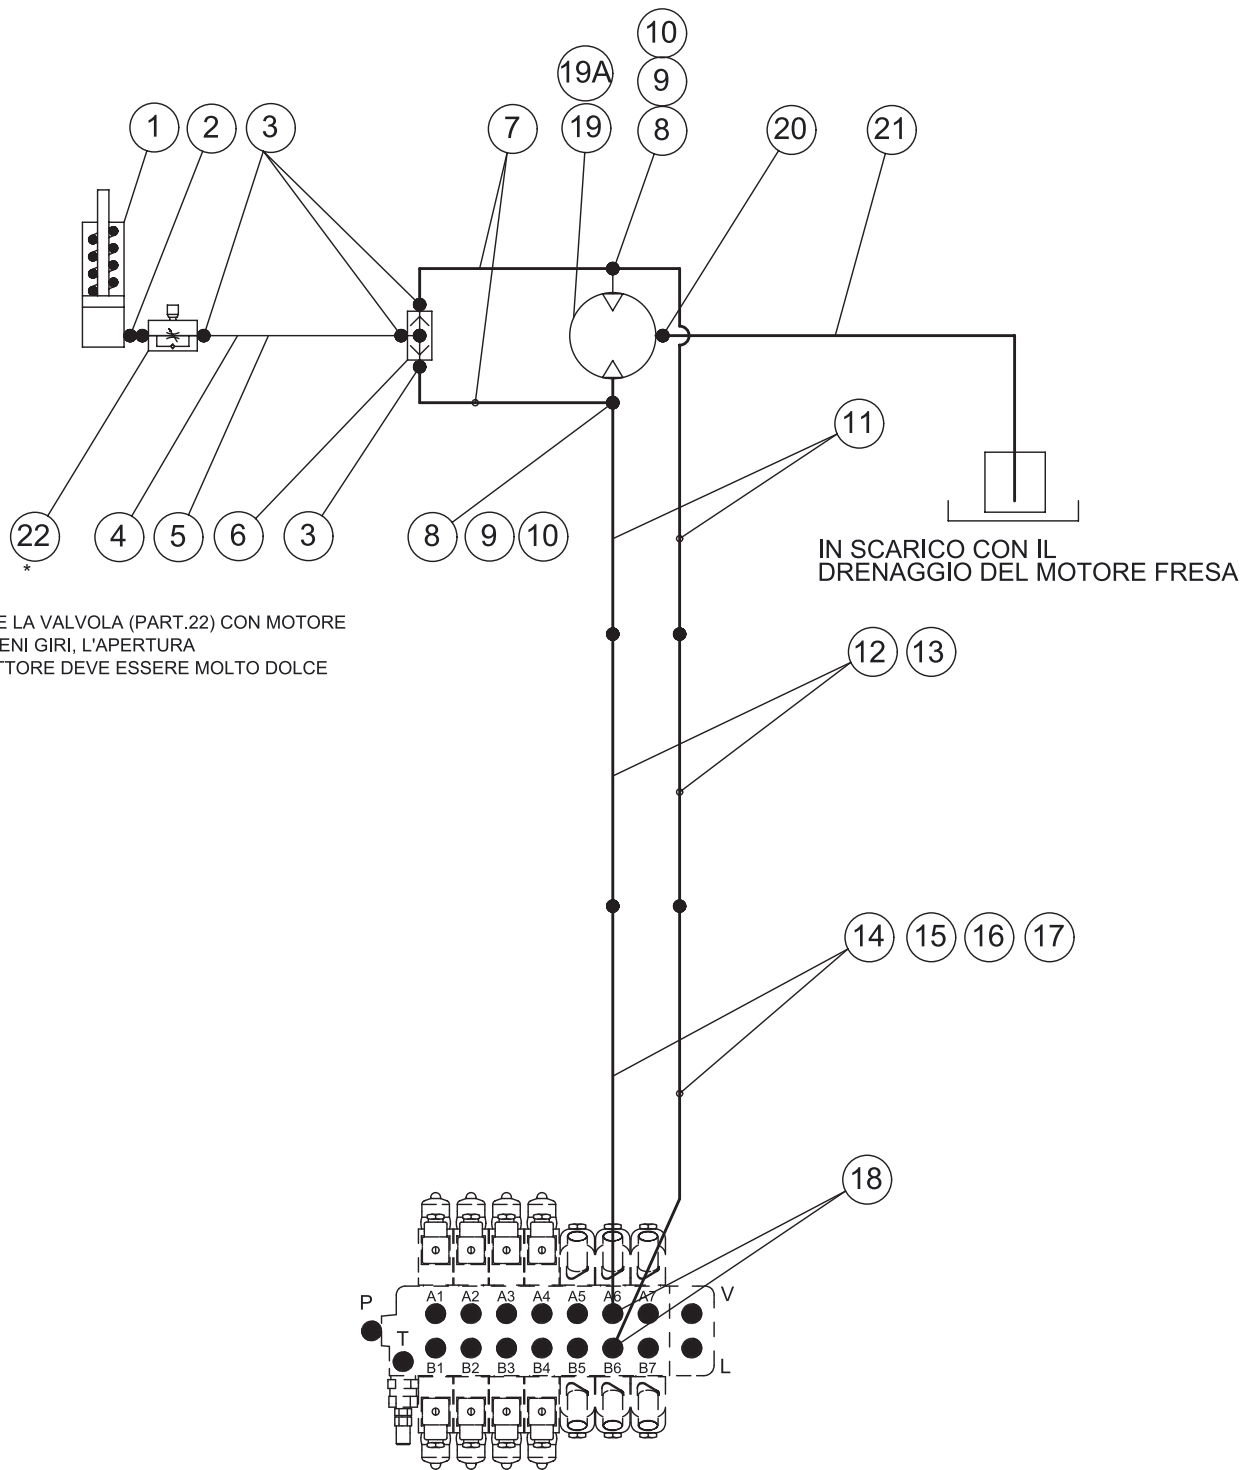 10
19A 9
1 2 3 7 19 8 20 21
11
22 4 5 6 3 8 9 10
*
IN SCARICO CON IL
DRENAGGIO DEL MOTORE FRESA
E LA VALVOLA (PART.22) CON MOTORE
ENI GIRI, L'APERTURA
TTORE DEVE ESSERE MOLTO DOLCE
12 13
14 15 16 17
18
P T A1 A2 A3 A4 A5 A6 A7 V
B1 B2 B3 B4 B5 B6 B7 L